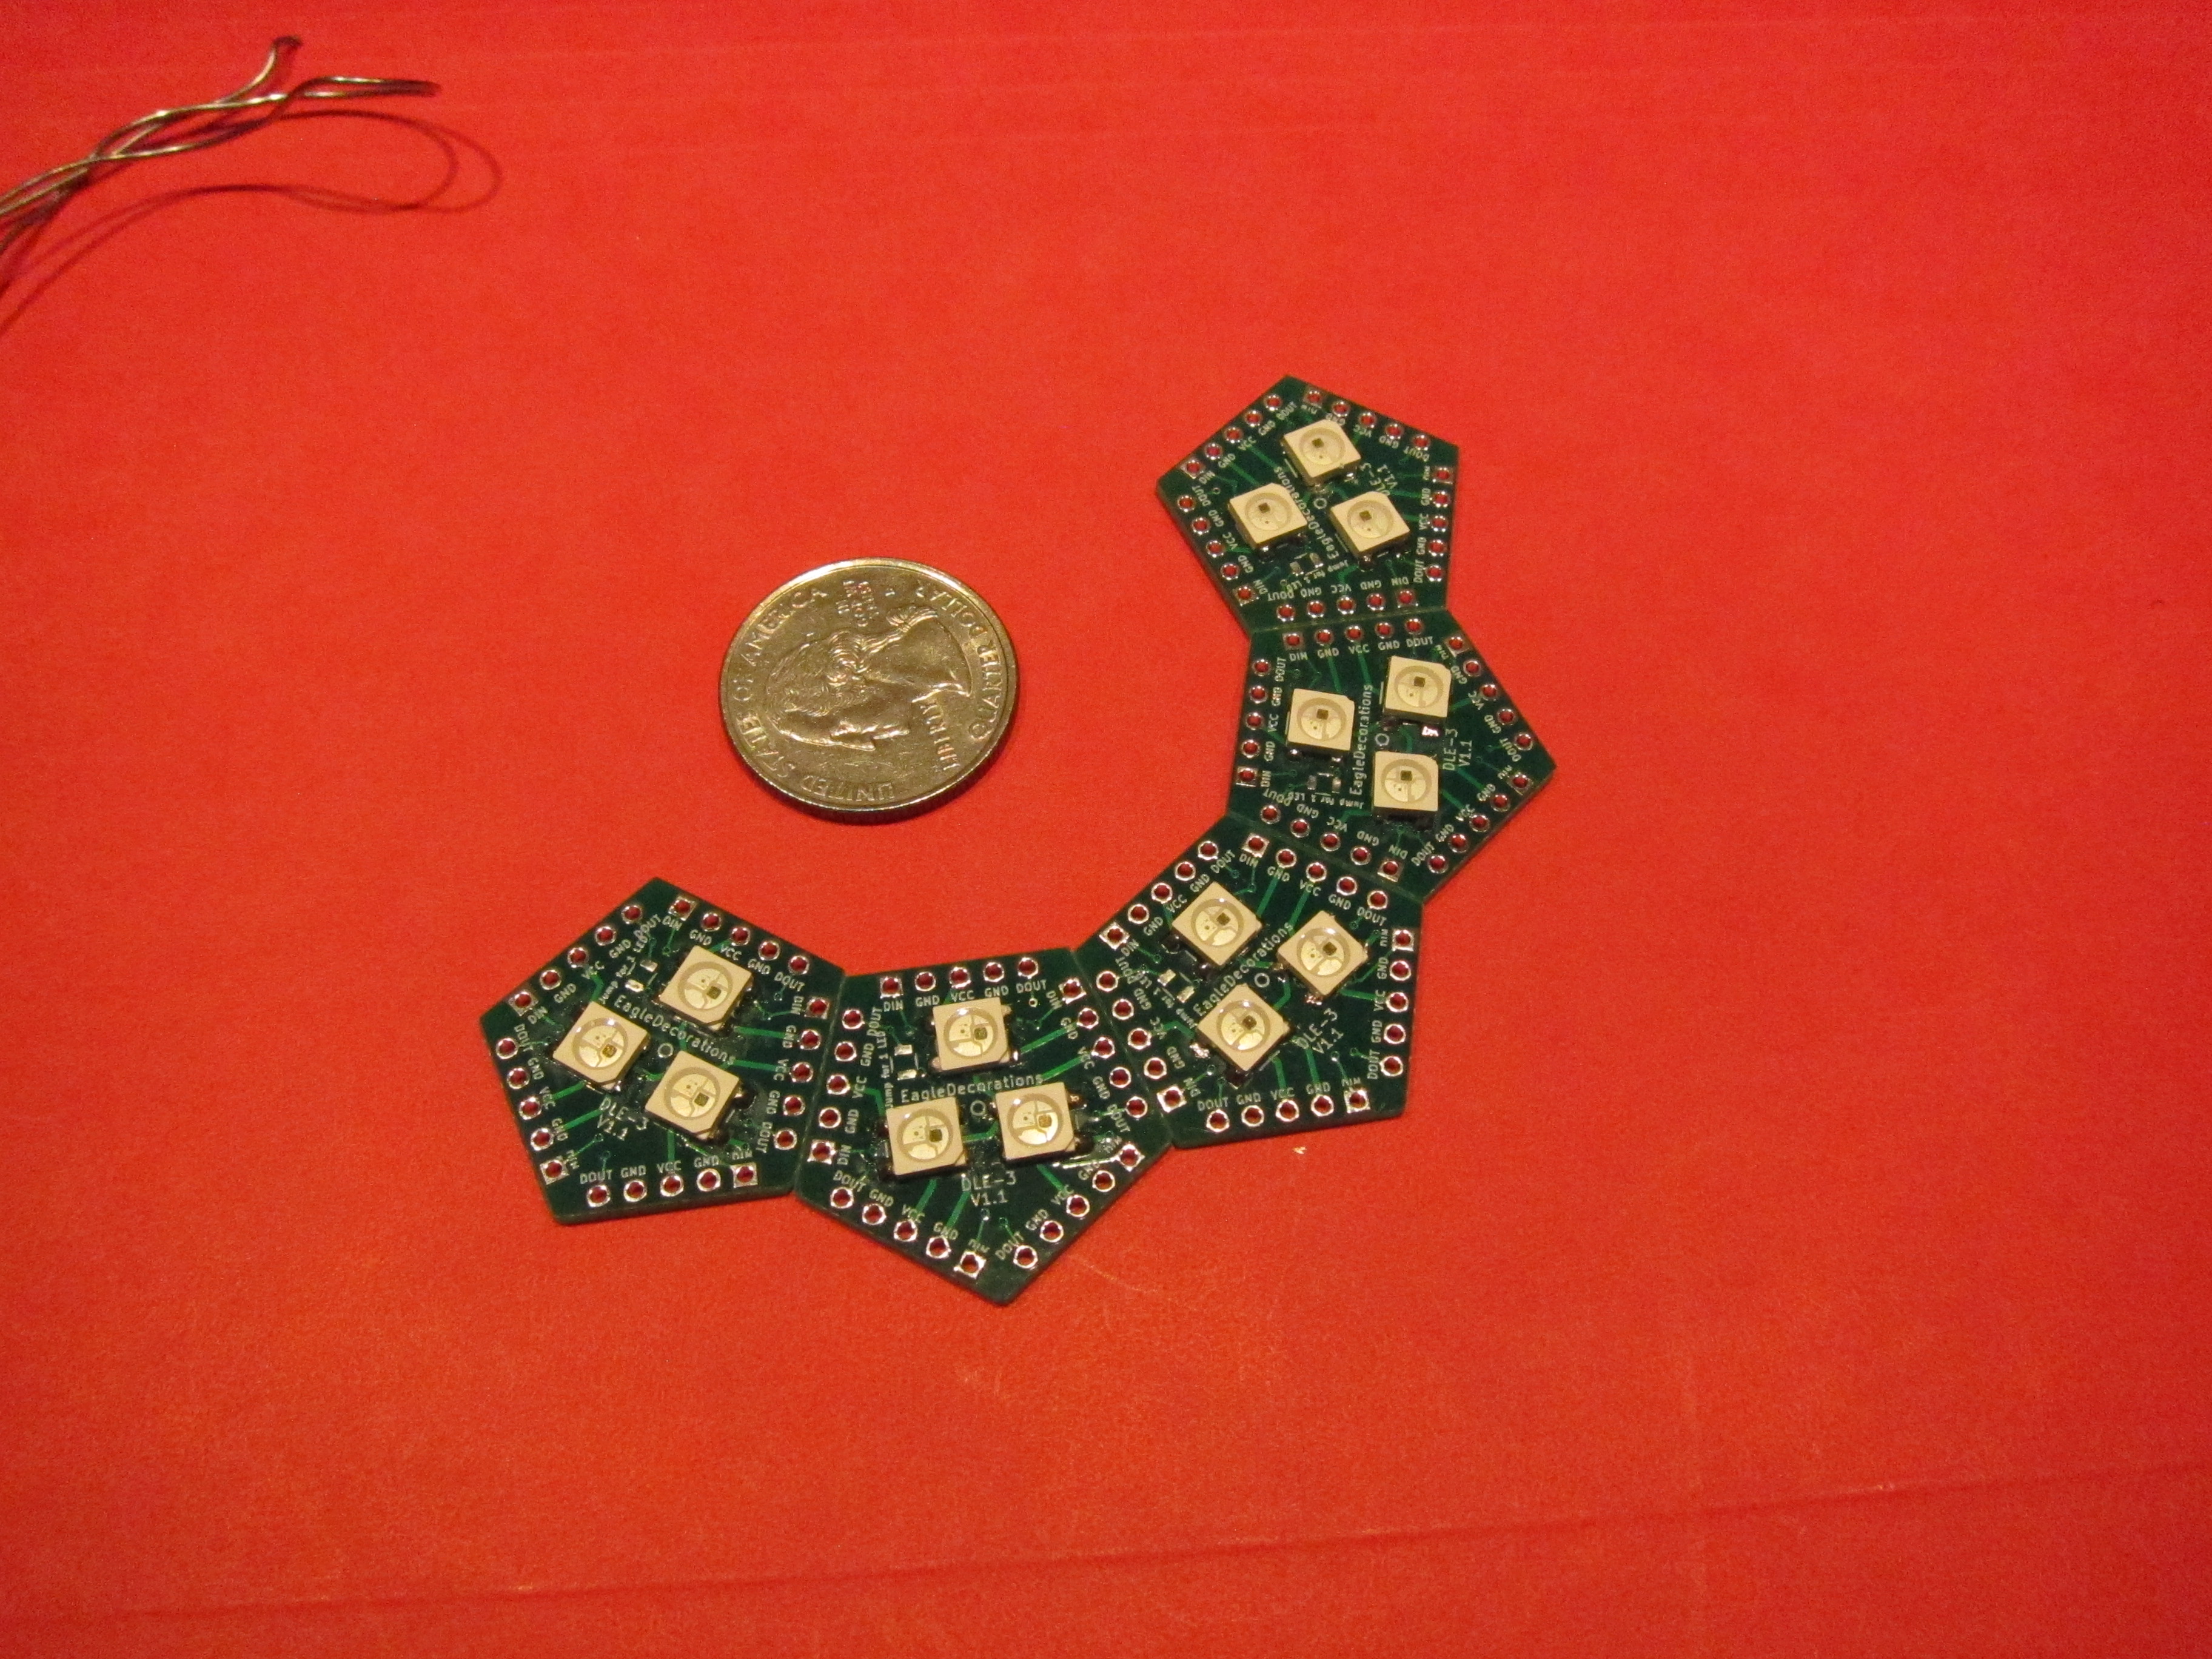 DIN GND VCC GND DOUT
DIN GND VCC GND DOUT
DIN GND VCC GND DOUT
DIN GND VCC GND DOUT
DIN GND VCC GND DOUT
EagleDecorations
DLE-3
V1.1
Jump for 1 LED
UNITED STATES OF AMERICA
LIBERTY
QUARTER DOLLAR
DIN GND VCC GND DOUT
DIN GND VCC GND DOUT
DIN GND VCC GND DOUT
DIN GND VCC GND DOUT
DIN GND VCC GND DOUT
EagleDecorations
DLE-3
V1.1
Jump for 1 LED
DIN GND VCC GND DOUT
DIN GND VCC GND DOUT
DIN GND VCC GND DOUT
DIN GND VCC GND DOUT
DIN GND VCC GND DOUT
EagleDecorations
DLE-3
V1.1
Jump for 1 LED
DIN GND VCC GND DOUT
DIN GND VCC GND DOUT
DIN GND VCC GND DOUT
DIN GND VCC GND DOUT
DIN GND VCC GND DOUT
Jump for 1 LED
EagleDecorations
DLE-3
V1.1
DIN GND VCC GND DOUT
DIN GND VCC GND DOUT
DIN GND VCC GND DOUT
DIN GND VCC GND DOUT
DIN GND VCC GND DOUT
Jump for 1 LED
EagleDecorations
DLE-3
V1.1